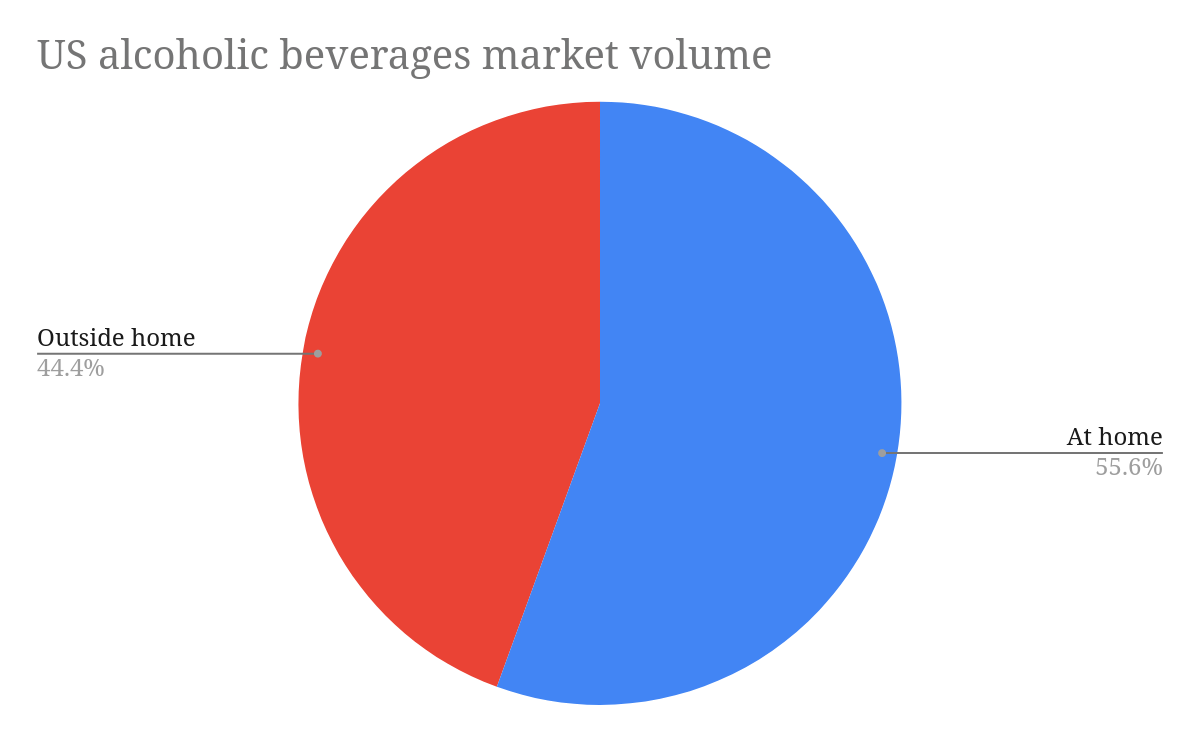 US alcoholic beverages market volume
Outside home
44.4%
At home
55.6%